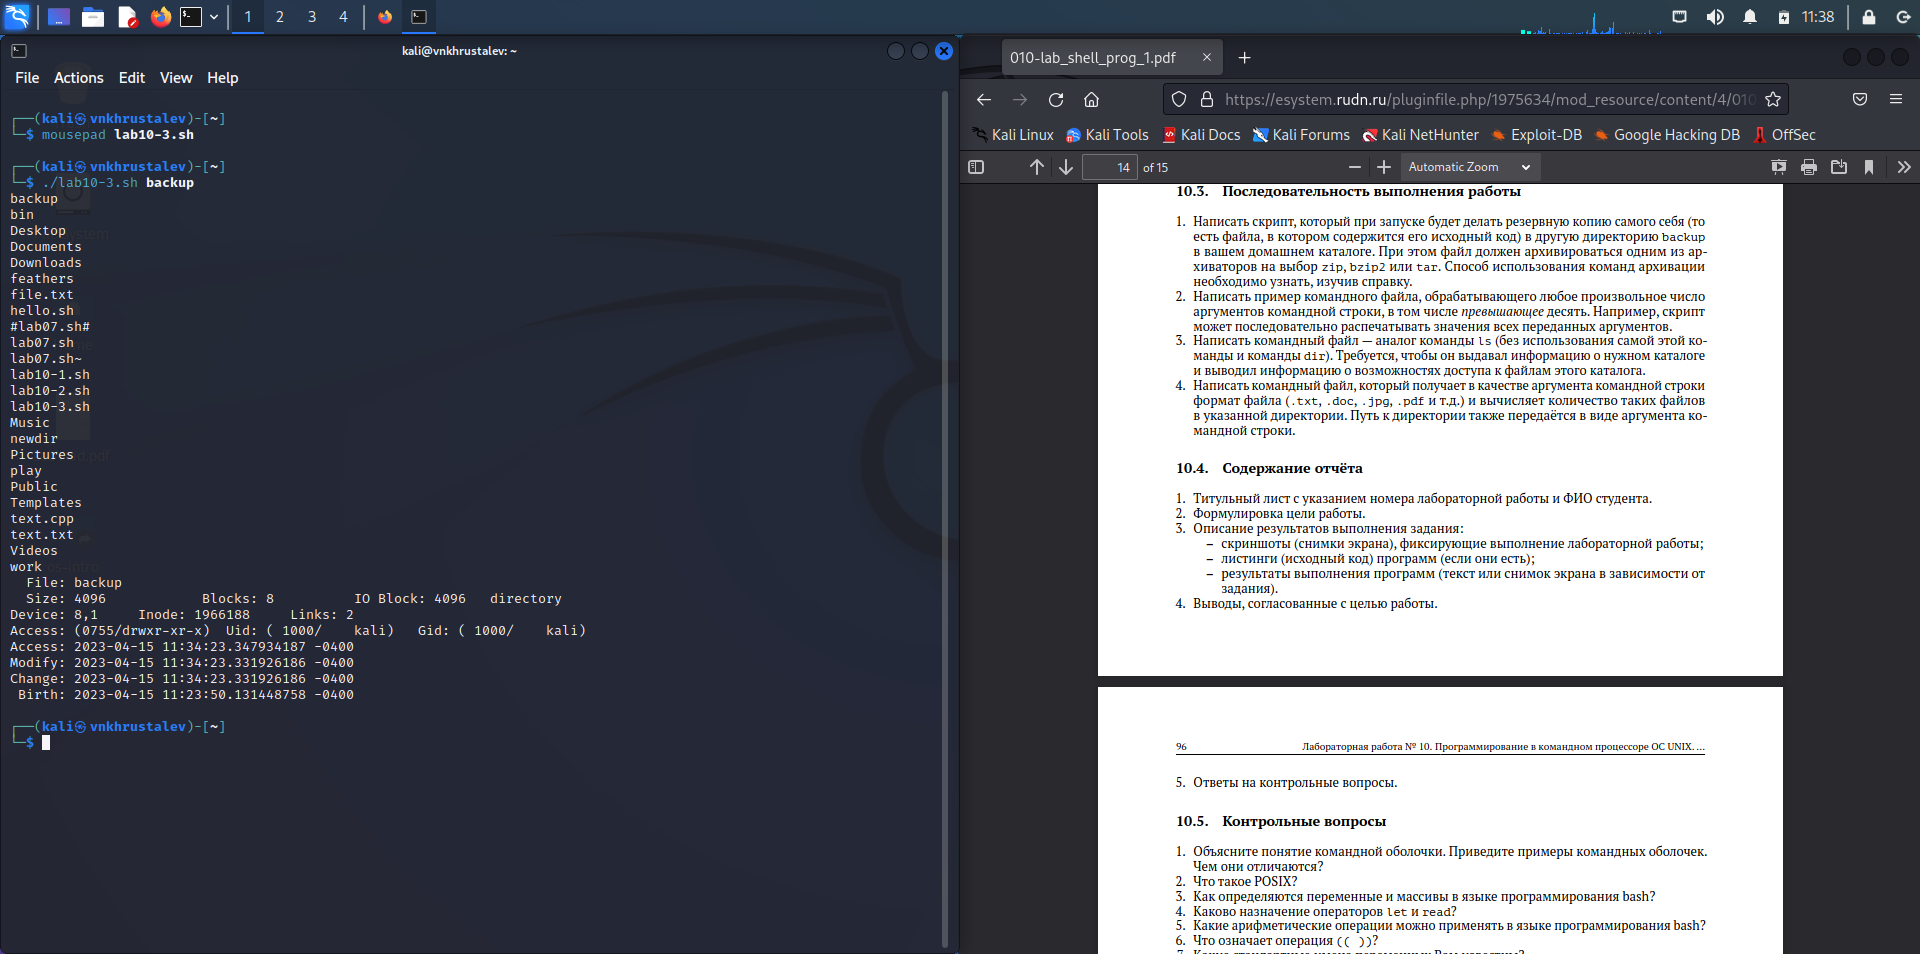 1 2 3 4 11:38
kali@vnkhrustalev: ~
File Actions Edit View Help
┌──(kali㉿vnkhrustalev)-[~]
└─$ mousepad lab10-3.sh
┌──(kali㉿vnkhrustalev)-[~]
└─$ ./lab10-3.sh backup
backup
bin
Desktop
Documents
Downloads
feathers
file.txt
hello.sh
#lab07.sh#
lab07.sh
lab07.sh~
lab10-1.sh
lab10-2.sh
lab10-3.sh
Music
newdir
Pictures
play
Public
Templates
text.cpp
text.txt
Videos
work
File: backup
Size: 4096 Blocks: 8 IO Block: 4096 directory
Device: 8,1 Inode: 1966188 Links: 2
Access: (0755/drwxr-xr-x) Uid: ( 1000/ kali) Gid: ( 1000/ kali)
Access: 2023-04-15 11:34:23.347934187 -0400
Modify: 2023-04-15 11:34:23.331926186 -0400
Change: 2023-04-15 11:34:23.331926186 -0400
Birth: 2023-04-15 11:23:50.131448758 -0400
┌──(kali㉿vnkhrustalev)-[~]
└─$
010-lab_shell_prog_1.pdf
https://esystem.rudn.ru/pluginfile.php/1975634/mod_resource/content/4/010
Kali Linux Kali Tools Kali Docs Kali Forums Kali NetHunter Exploit-DB Google Hacking DB OffSec
14 of 15 Automatic Zoom
10.3. Последовательность выполнения работы
1. Написать скрипт, который при запуске будет делать резервную копию самого себя (то
есть файла, в котором содержится его исходный код) в другую директорию backup
в вашем домашнем каталоге. При этом файл должен архивироваться одним из ар-
хиваторов на выбор zip, bzip2 или tar. Способ использования команд архивации
необходимо узнать, изучив справку.
2. Написать пример командного файла, обрабатывающего любое произвольное число
аргументов командной строки, в том числе превышающее десять. Например, скрипт
может последовательно распечатывать значения всех переданных аргументов.
3. Написать командный файл — аналог команды ls (без использования самой этой ко-
манды и команды dir). Требуется, чтобы он выдавал информацию о нужном каталоге
и выводил информацию о возможностях доступа к файлам этого каталога.
4. Написать командный файл, который получает в качестве аргумента командной строки
формат файла (.txt, .doc, .jpg, .pdf и т.д.) и вычисляет количество таких файлов
в указанной директории. Путь к директории также передаётся в виде аргумента ко-
мандной строки.
10.4. Содержание отчёта
1. Титульный лист с указанием номера лабораторной работы и ФИО студента.
2. Формулировка цели работы.
3. Описание результатов выполнения задания:
– скриншоты (снимки экрана), фиксирующие выполнение лабораторной работы;
– листинги (исходный код) программ (если они есть);
– результаты выполнения программ (текст или снимок экрана в зависимости от
задания).
4. Выводы, согласованные с целью работы.
96 Лабораторная работа № 10. Программирование в командном процессоре ОС UNIX. ...
5. Ответы на контрольные вопросы.
10.5. Контрольные вопросы
1. Объясните понятие командной оболочки. Приведите примеры командных оболочек.
Чем они отличаются?
2. Что такое POSIX?
3. Как определяются переменные и массивы в языке программирования bash?
4. Каково назначение операторов let и read?
5. Какие арифметические операции можно применять в языке программирования bash?
6. Что означает операция (( ))?